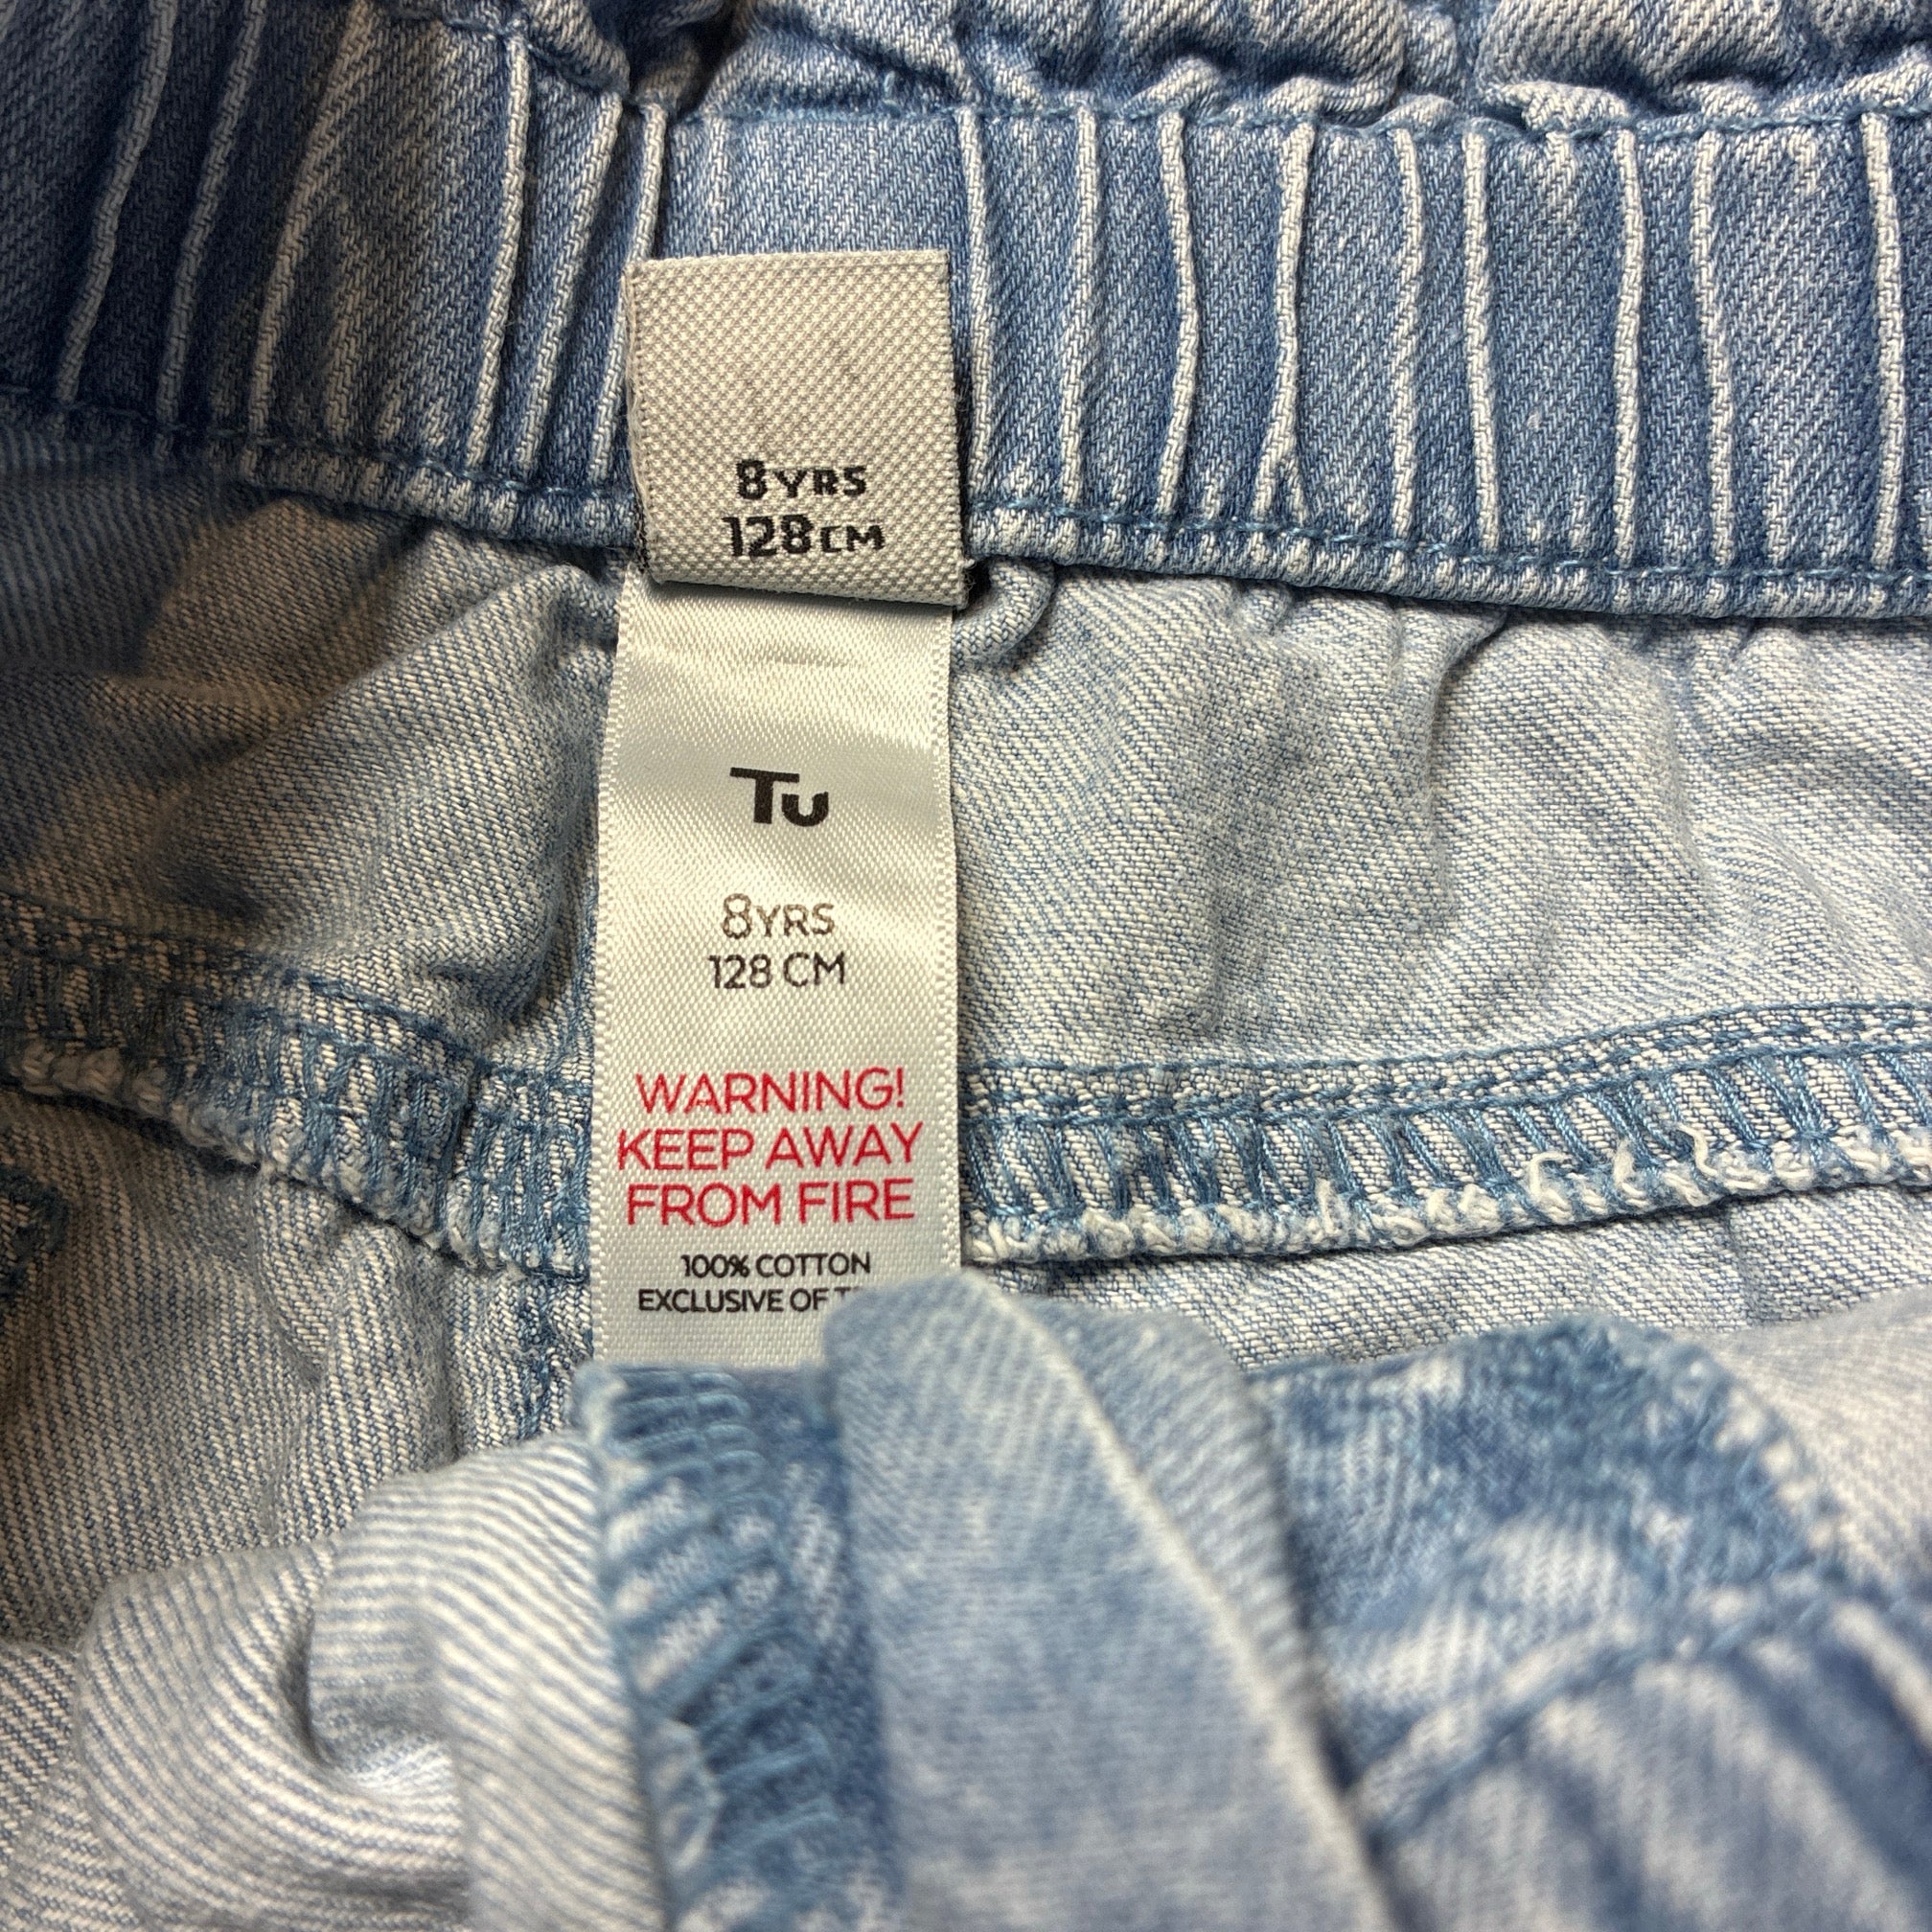 8YRS
128CM
Tu
8YRS
128 CM
WARNING!
KEEP AWAY
FROM FIRE
100% COTTON
EXCLUSIVE OF